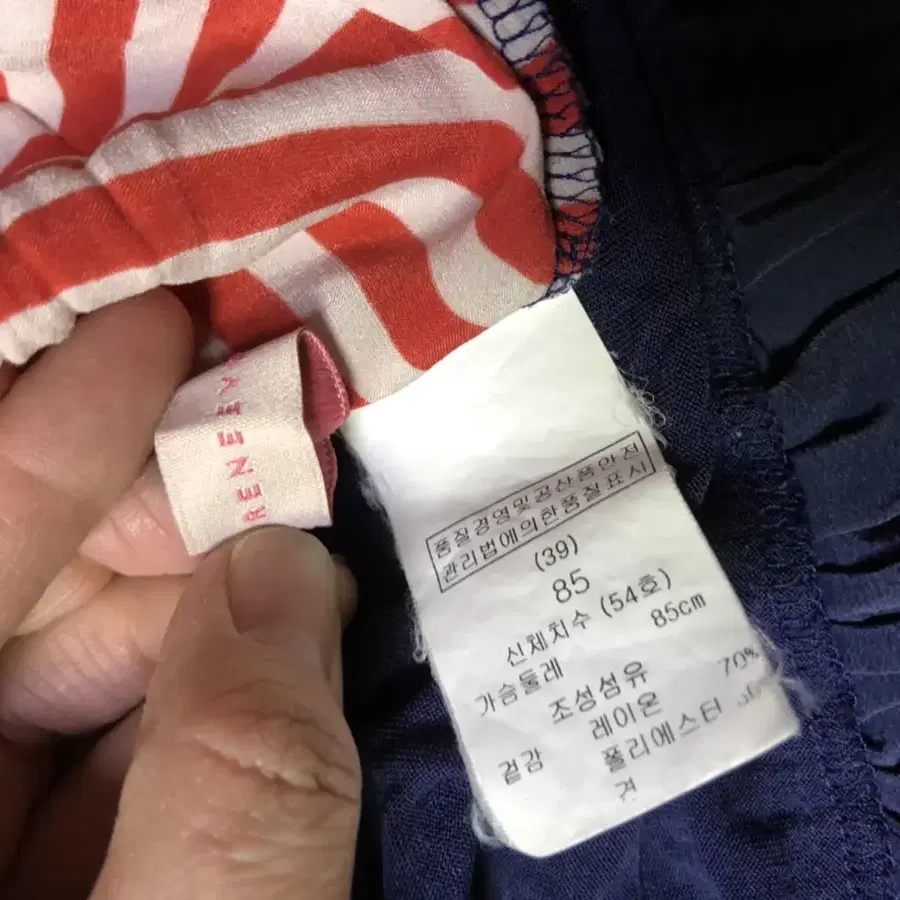 RENEEV
품질경영및공산품안전
관리법에의한품질표시
(39)
85
신체치수 (54호)
가슴둘레 85cm
조성섬유
겉감 레이온 70%
폴리에스터
견